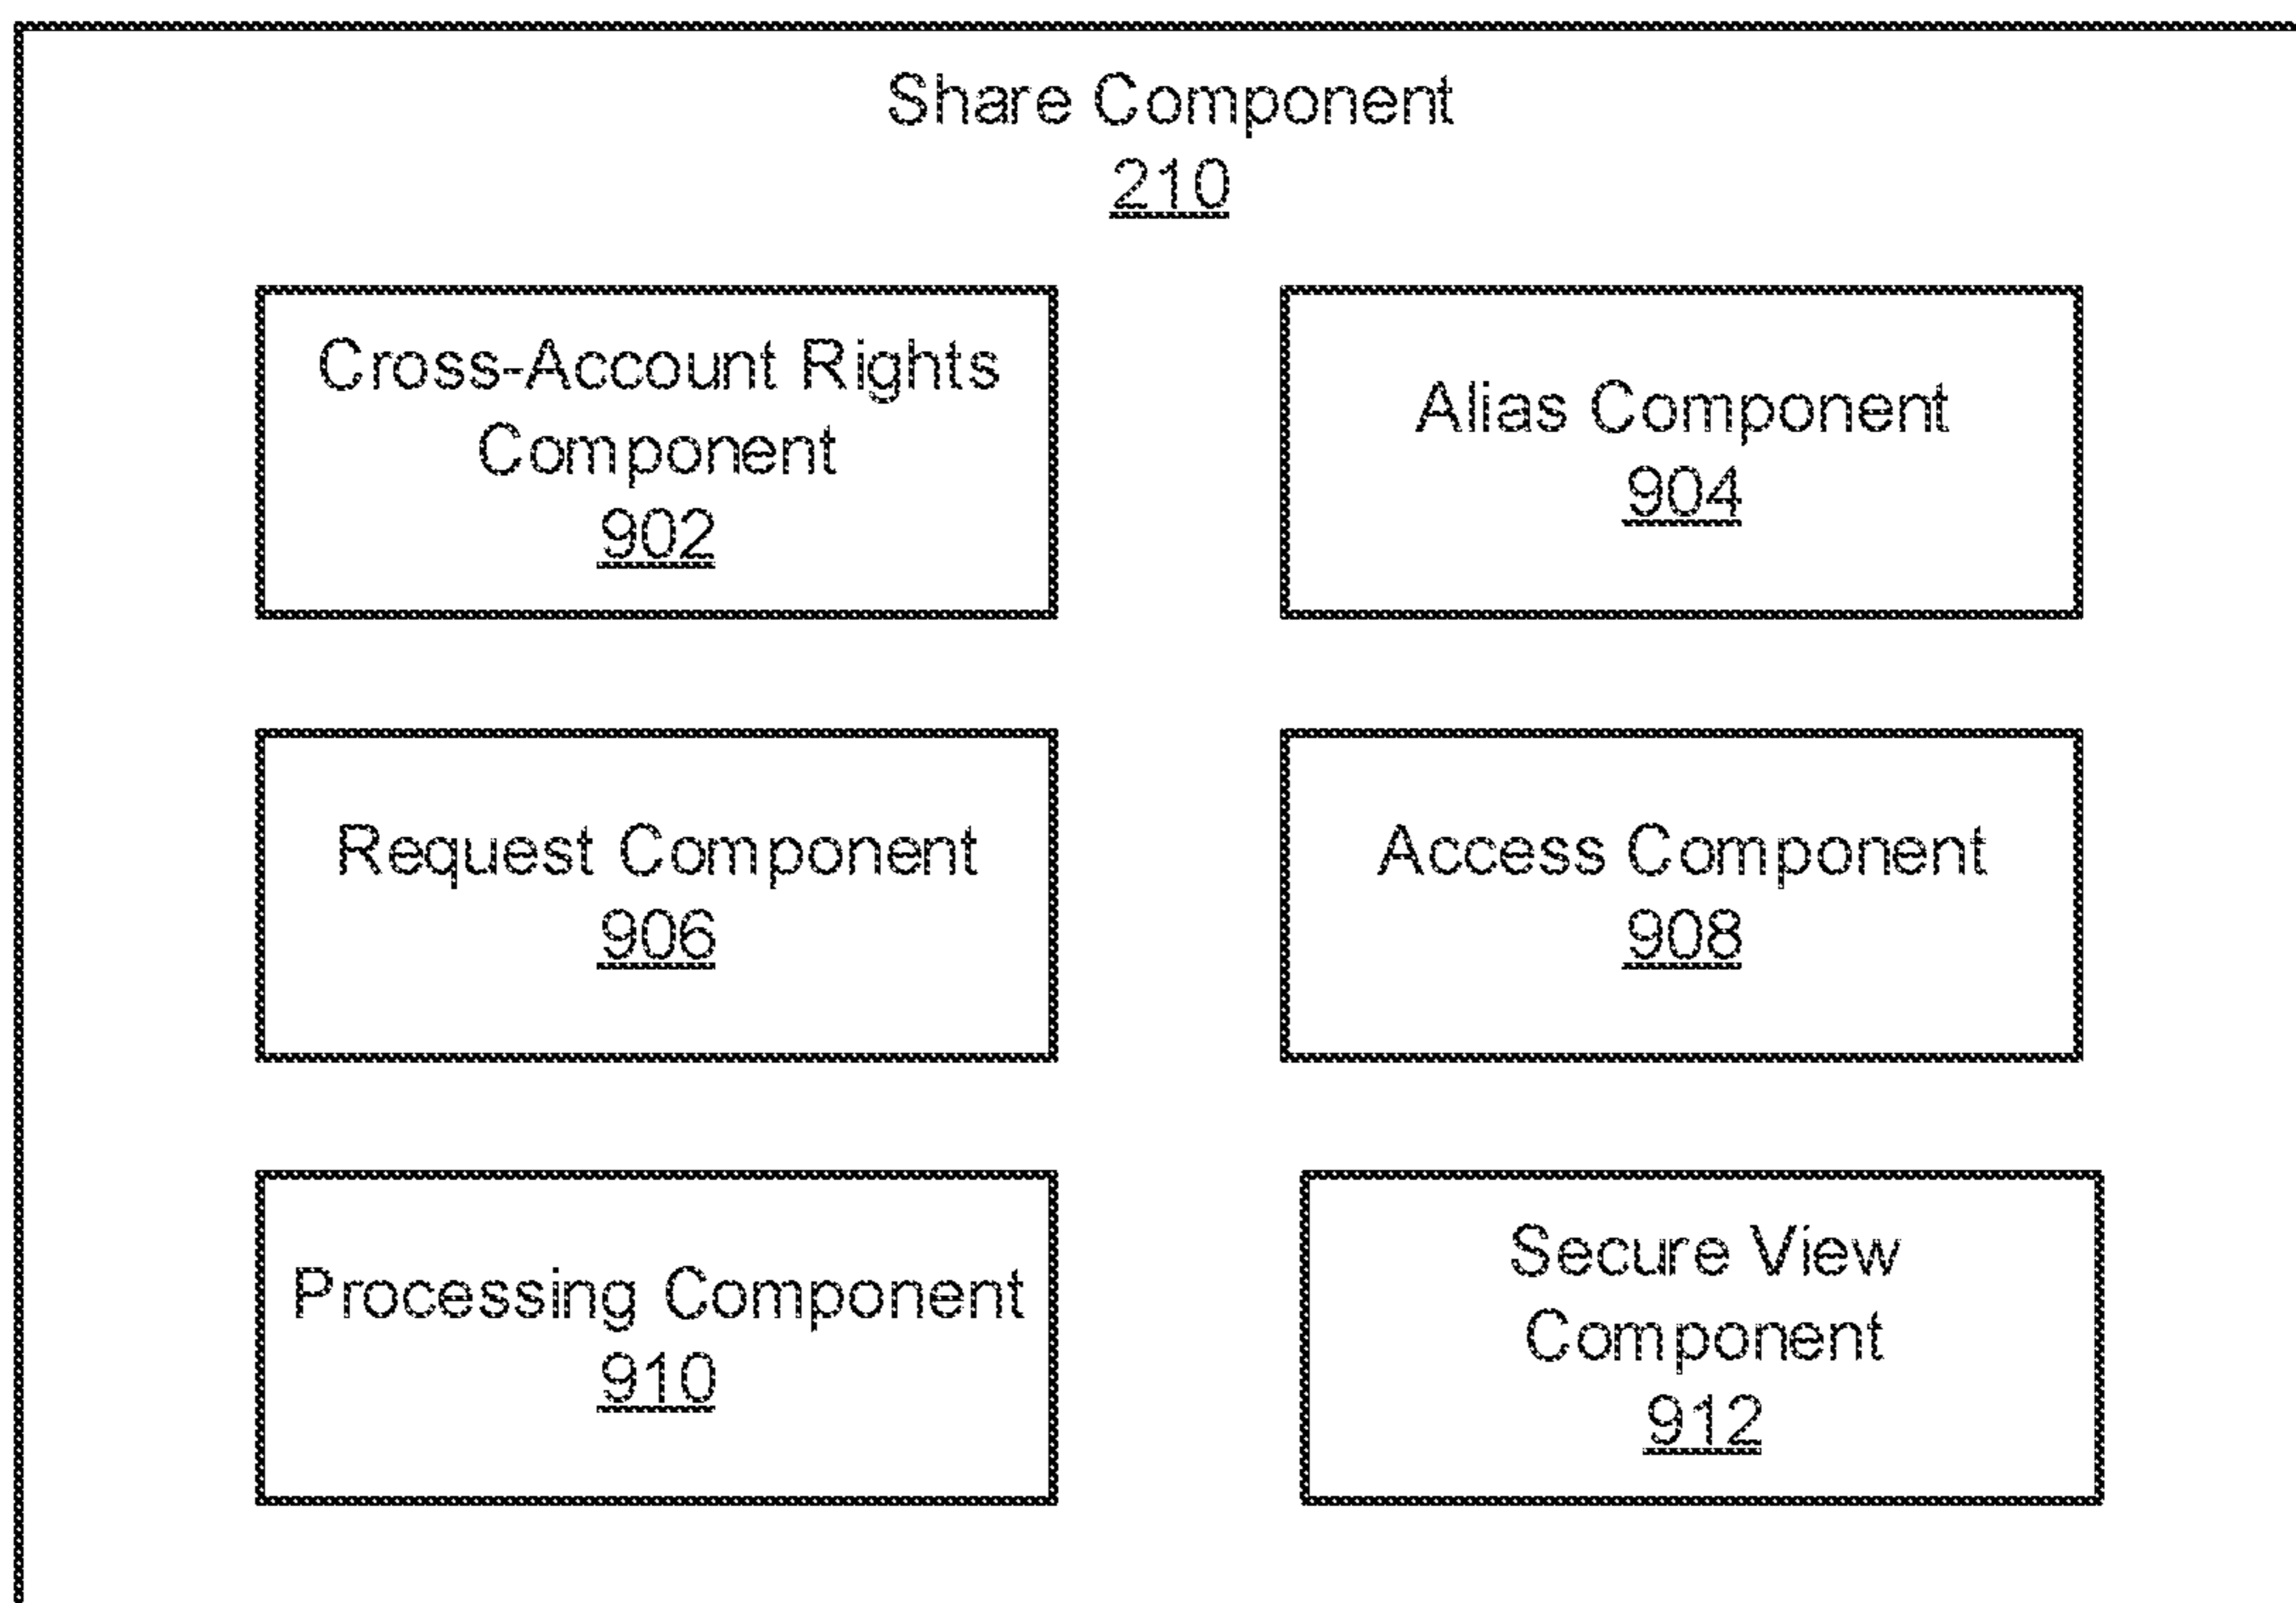 Share Component
210
Cross-Account Rights
Component
902
Alias Component
904
Request Component
906
Access Component
908
Processing Component
910
Secure View
Component
912